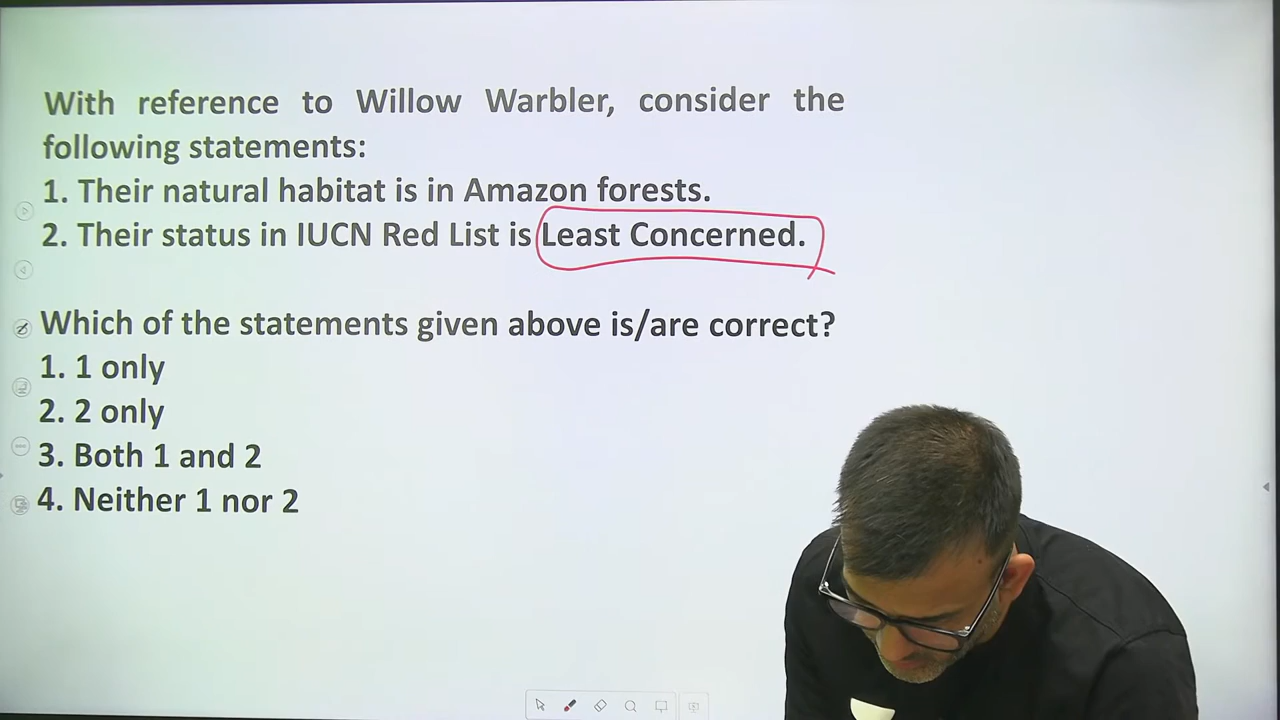 With reference to Willow Warbler, consider the
following statements:
1. Their natural habitat is in Amazon forests.
2. Their status in IUCN Red List is Least Concerned.
Which of the statements given above is/are correct?
1. 1 only
2. 2 only
3. Both 1 and 2
4. Neither 1 nor 2